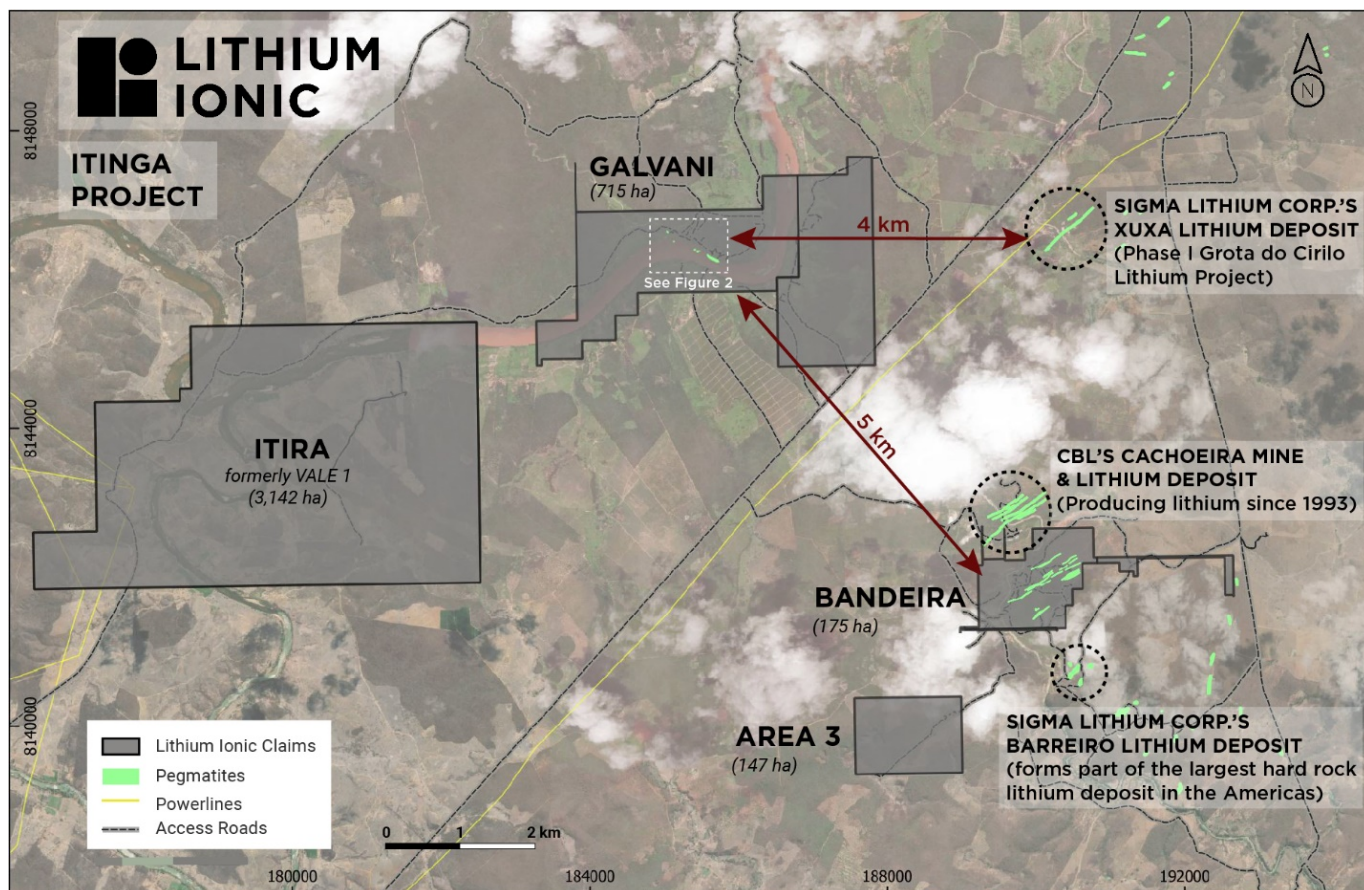 LITHIUM
IONIC
N
ITINGA
PROJECT
GALVANI
(715 ha)
See Figure 2
4 km
SIGMA LITHIUM CORP.'S
XUXA LITHIUM DEPOSIT
(Phase I Grota do Cirilo
Lithium Project)
5 km
ITIRA
formerly VALE 1
(3,142 ha)
CBL'S CACHOEIRA MINE
& LITHIUM DEPOSIT
(Producing lithium since 1993)
BANDEIRA
(175 ha)
AREA 3
(147 ha)
SIGMA LITHIUM CORP.'S
BARREIRO LITHIUM DEPOSIT
(forms part of the largest hard rock
lithium deposit in the Americas)
Lithium Ionic Claims
Pegmatites
Powerlines
Access Roads
0 1 2 km
8148000
8144000
8140000
180000 184000 188000 192000